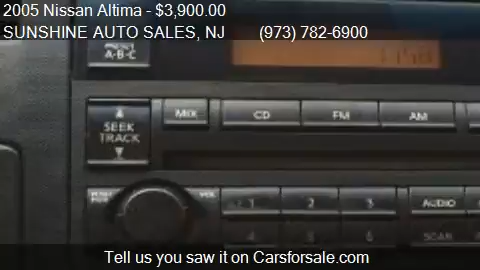 2005 Nissan Altima - $3,900.00
SUNSHINE AUTO SALES, NJ (973) 782-6900
A-B-C
MIX CD FM AM
SEEK
TRACK
VOL
1 2 3 AUDIO
4 5 6 SCAN
Tell us you saw it on Carsforsale.com